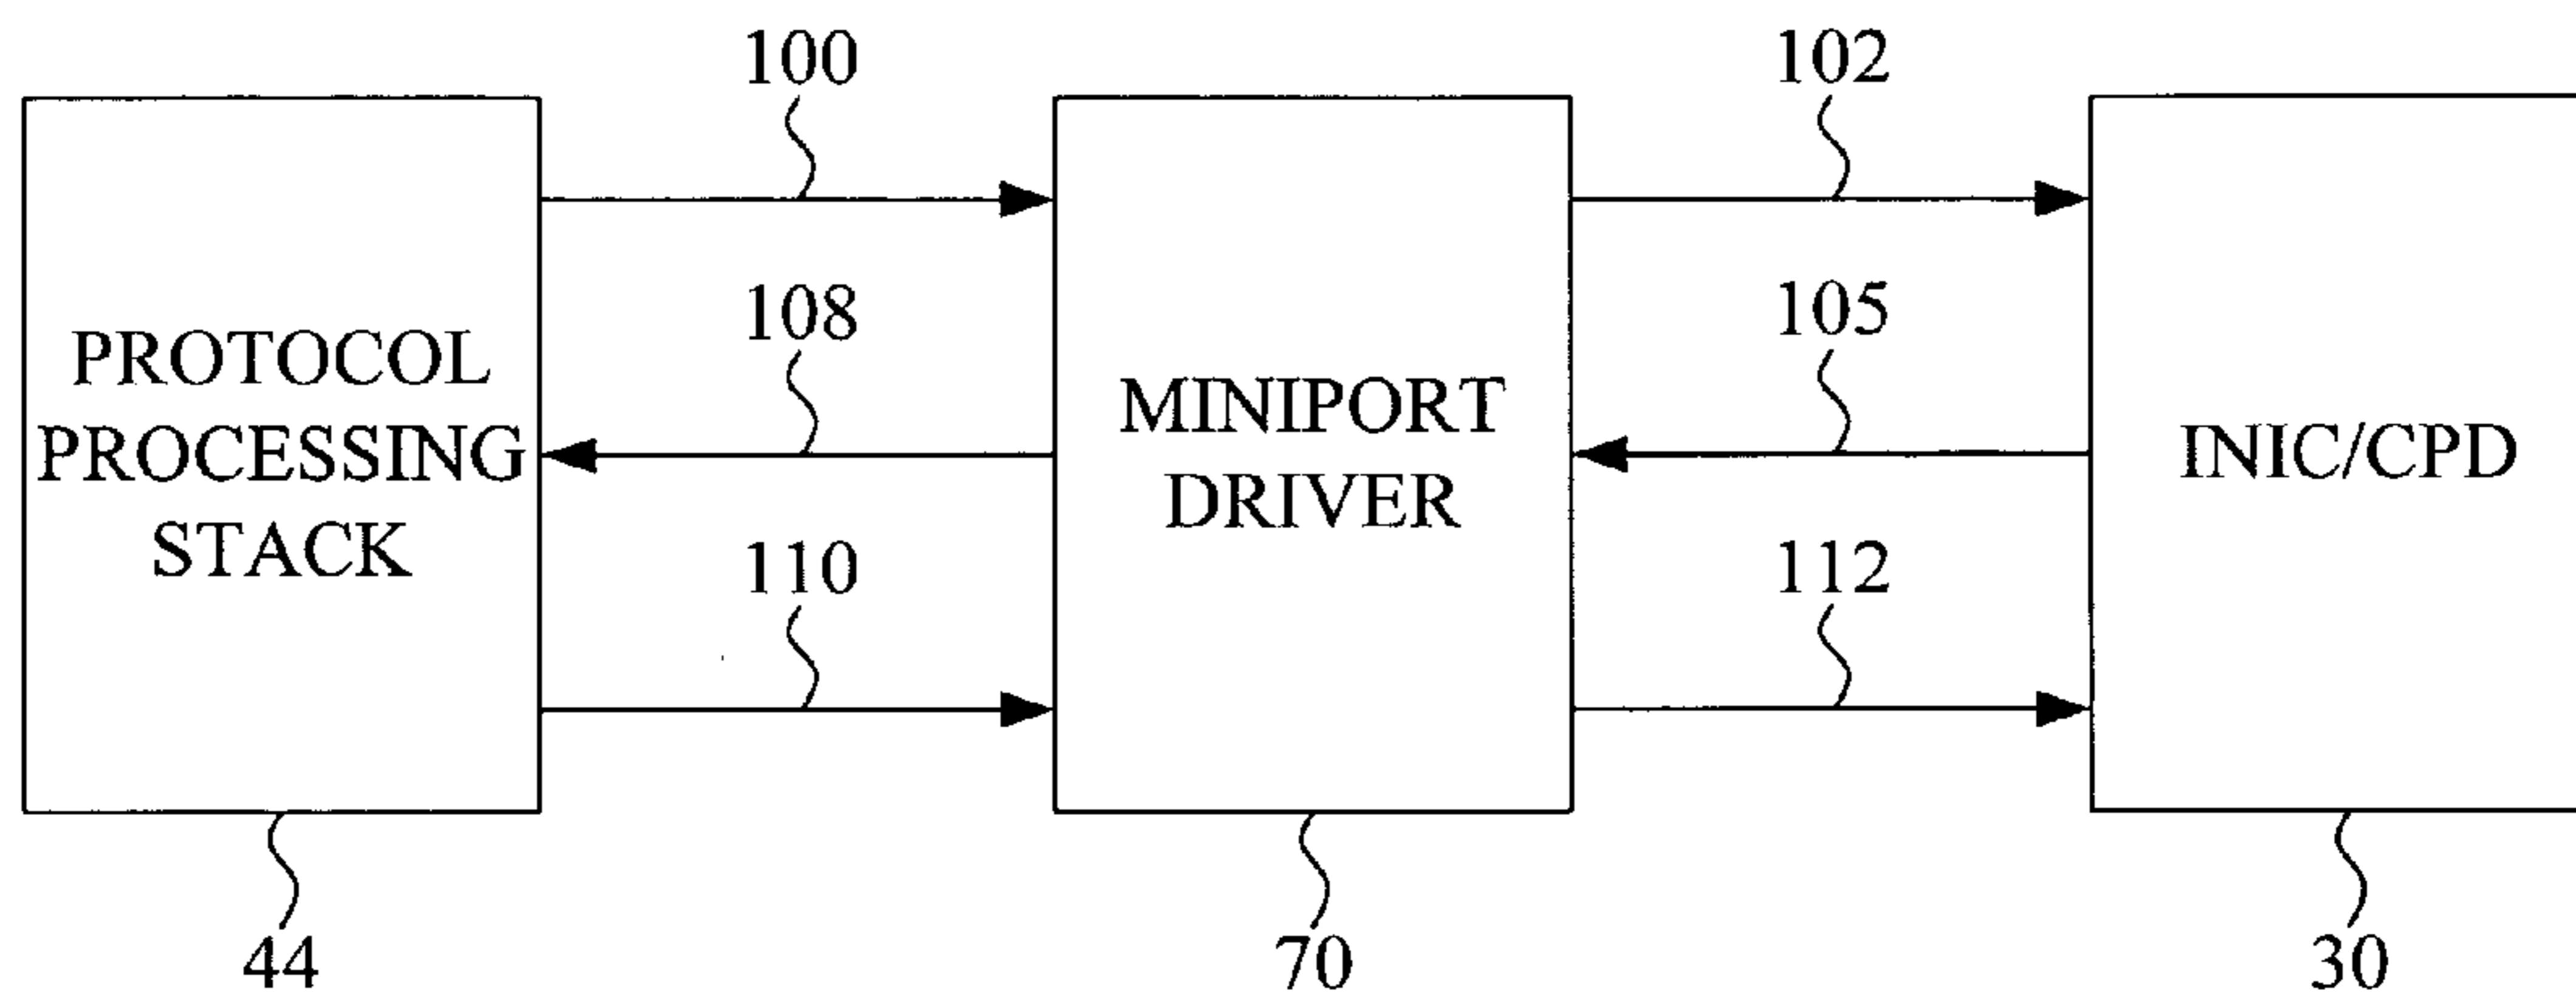 100
102
108
105
PROTOCOL
PROCESSING
STACK
MINIPORT
DRIVER
INIC/CPD
110
112
44
70
30